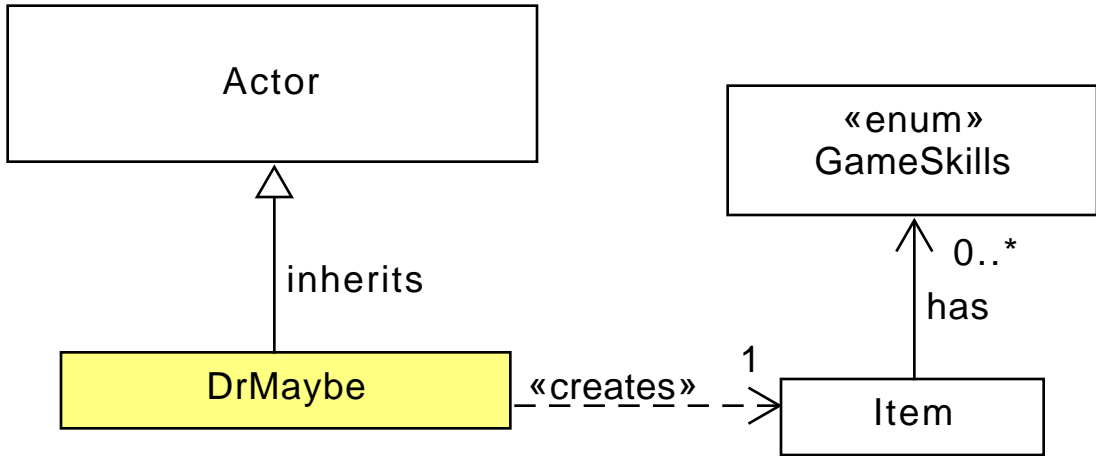 Actor
«enum»
GameSkills
0..*
inherits
has
DrMaybe
«creates»
1
Item